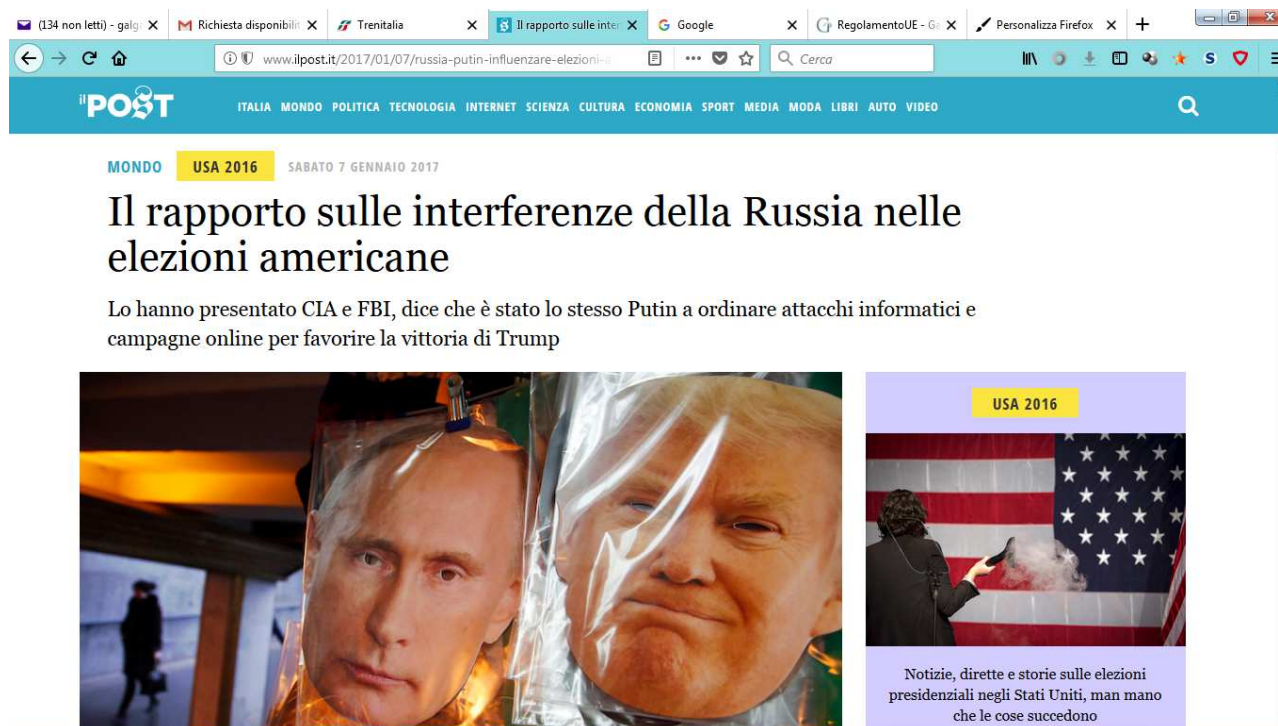 (134 non letti) - galg
Richiesta disponibilit
Trenitalia
Il rapporto sulle inter
Google
RegolamentoUE - Ga
Personalizza Firefox
www.ilpost.it/2017/01/07/russia-putin-influenzare-elezioni-a
Cerca
S
il POST
ITALIA MONDO POLITICA TECNOLOGIA INTERNET SCIENZA CULTURA ECONOMIA SPORT MEDIA MODA LIBRI AUTO VIDEO
MONDO USA 2016 SABATO 7 GENNAIO 2017
Il rapporto sulle interferenze della Russia nelle
elezioni americane
Lo hanno presentato CIA e FBI, dice che è stato lo stesso Putin a ordinare attacchi informatici e
campagne online per favorire la vittoria di Trump
USA 2016
Notizie, dirette e storie sulle elezioni
presidenziali negli Stati Uniti, man mano
che le cose succedono